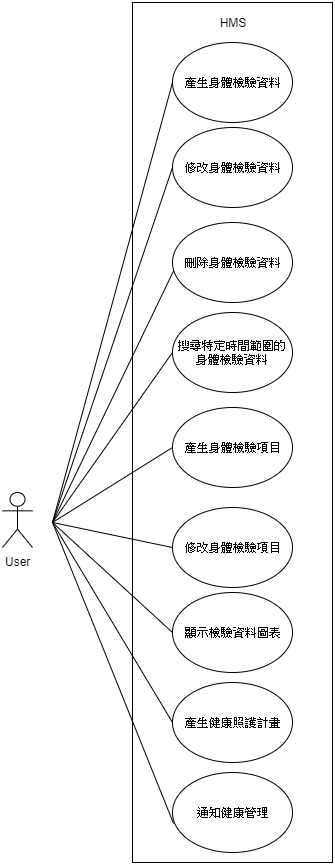 HMS
產生身體檢驗資料
修改身體檢驗資料
刪除身體檢驗資料
搜尋特定時間範圍的
身體檢驗資料
產生身體檢驗項目
修改身體檢驗項目
顯示檢驗資料圖表
產生健康照護計畫
通知健康管理
User